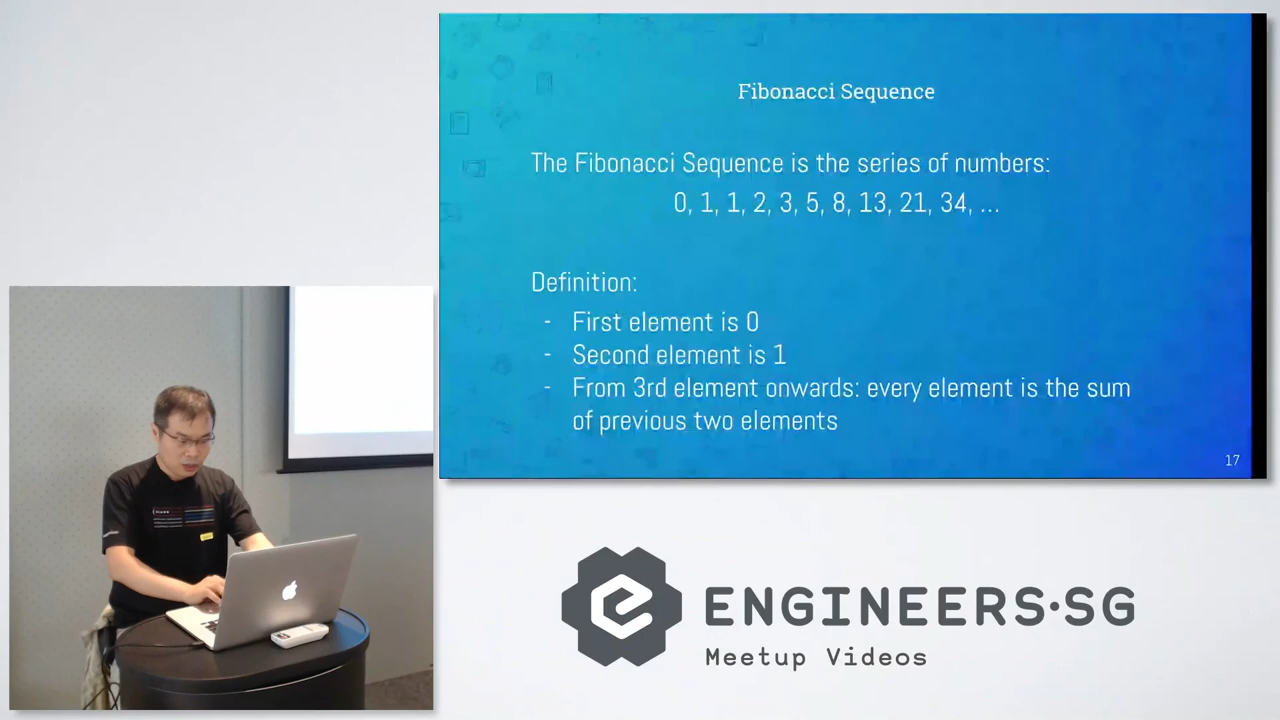 Fibonacci Sequence
The Fibonacci Sequence is the series of numbers:
0, 1, 1, 2, 3, 5, 8, 13, 21, 34, ...
Definition:
- First element is 0
- Second element is 1
- From 3rd element onwards: every element is the sum
of previous two elements
17
ENGINEERS·SG
Meetup Videos